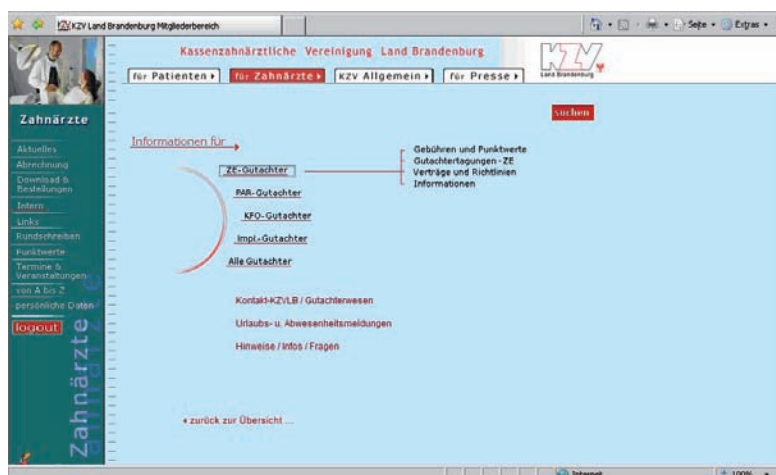 KZV Land Brandenburg Mitgliederbereich
Seite
Extras
Kassenzahnärztliche Vereinigung Land Brandenburg
für Patienten
für Zahnärzte
KZV Allgemein
für Presse
KZV
Land Brandenburg
suchen
Zahnärzte
Aktuelles
Abrechnung
Download &
Bestellungen
Intern
Links
Rundschreiben
Punktwerte
Termine &
Veranstaltungen
von A bis Z
persönliche Daten
logout
Zahnärzte
Zahnärzte
Informationen für
ZE-Gutachter
PAR-Gutachter
KFO-Gutachter
Impl.-Gutachter
Alle Gutachter
Gebühren und Punktwerte
Gutachtertagungen - ZE
Verträge und Richtlinien
Informationen
Kontakt-KZVLB / Gutachterwesen
Urlaubs- u. Abwesenheitsmeldungen
Hinweise / Infos / Fragen
zurück zur Übersicht ...
Internet
100%